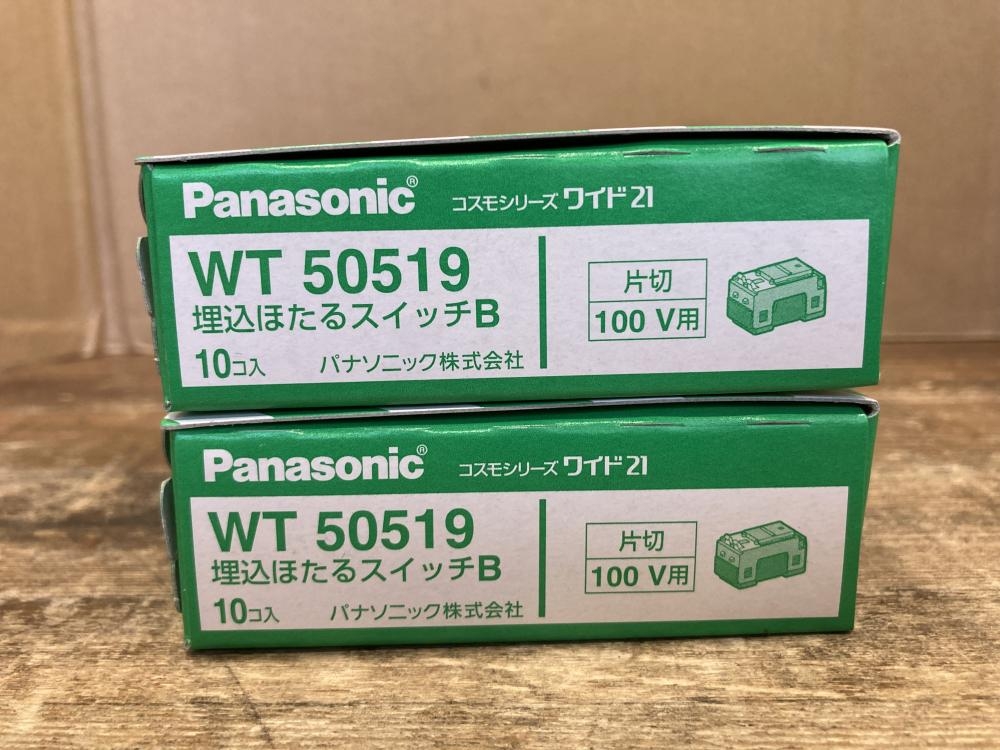 Panasonic® コスモシリーズ ワイド21
WT 50519
埋込ほたるスイッチB
10コ入 パナソニック株式会社
片切
100 V用
Panasonic® コスモシリーズ ワイド21
WT 50519
埋込ほたるスイッチB
10コ入 パナソニック株式会社
片切
100 V用